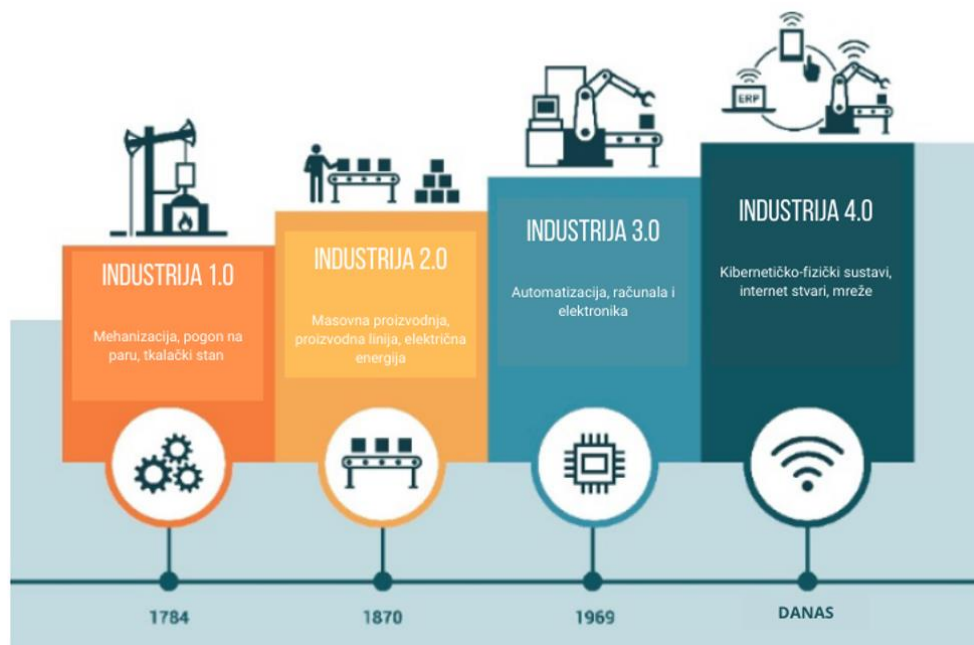 ERP
INDUSTRIJA 1.0
Mehanizacija, pogon na
paru, tkalački stan
INDUSTRIJA 2.0
Masovna proizvodnja,
proizvodna linija, električna
energija
INDUSTRIJA 3.0
Automatizacija, računala i
elektronika
INDUSTRIJA 4.0
Kibernetičko-fizički sustavi,
internet stvari, mreže
1784
1870
1969
DANAS